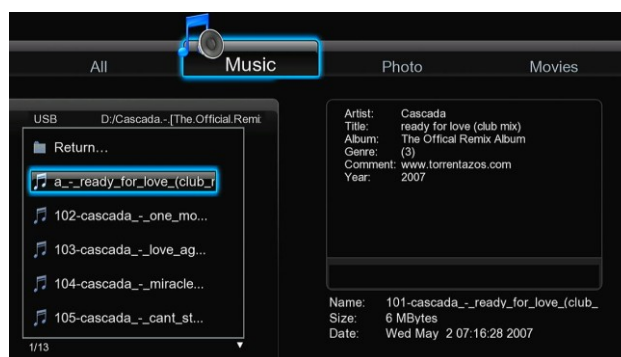 All Music Photo Movies
USB D:/Cascada.-.[The.Official.Remi:
Return...
a_-_ready_for_love_(club_r
102-cascada_-_one_mo...
103-cascada_-_love_ag...
104-cascada_-_miracle...
105-cascada_-_cant_st...
1/13
Artist: Cascada
Title: ready for love (club mix)
Album: The Offical Remix Album
Genre: (3)
Comment: www.torrentazos.com
Year: 2007
Name: 101-cascada_-_ready_for_love_(club_
Size: 6 MBytes
Date: Wed May 2 07:16:28 2007